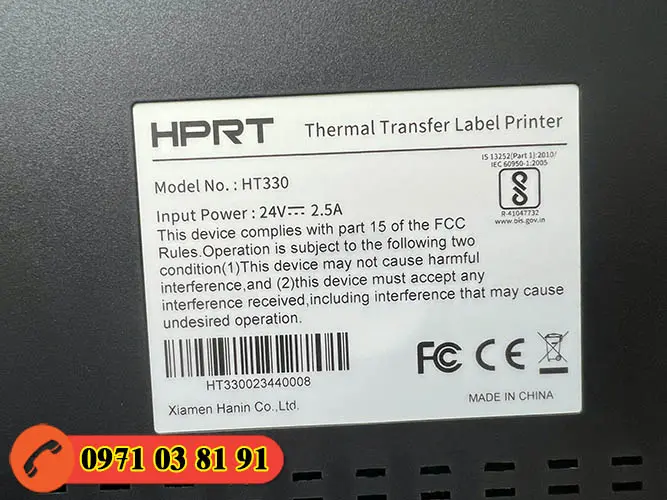 HPRT Thermal Transfer Label Printer
IS 13252(Part 1):2010/
IEC 60950-1:2005
Model No. : HT330
R-41047732
www.bis.gov.in
Input Power : 24V⎓ 2.5A
This device complies with part 15 of the FCC
Rules.Operation is subject to the following two
condition(1)This device may not cause harmful
interference,and (2)this device must accept any
interference received,including interference that may cause
undesired operation.
HT330023440008
FC CE
Xiamen Hanin Co.,Ltd.
MADE IN CHINA
0971 03 81 91